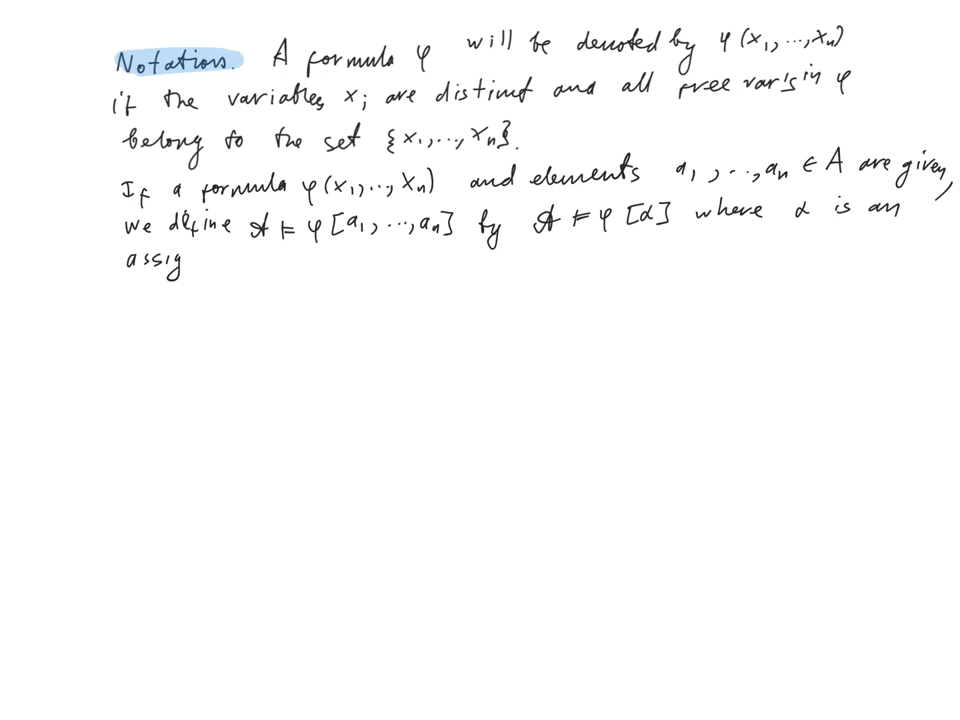 Notation. A formula φ will be denoted by φ(x₁,...,xₙ)
if the variables xᵢ are distinct and all free var's in φ
belong to the set {x₁,...,xₙ}.
If a formula φ(x₁,...,xₙ) and elements a₁,...,aₙ ∈ A are given,
we define 𝒜 ⊨ φ[a₁,...,aₙ] by 𝒜 ⊨ φ[α] where α is an
assig